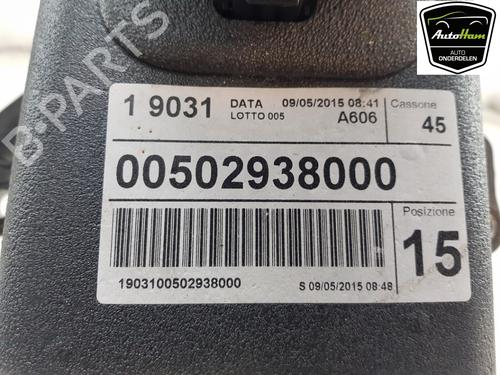 AutoHam
AUTO
ONDERDELEN
1 9031 DATA 09/05/2015 08:41 Cassone
LOTTO 005 A606 45
00502938000
Posizione
15
1903100502938000 S 09/05/2015 08:48
B-PARTS